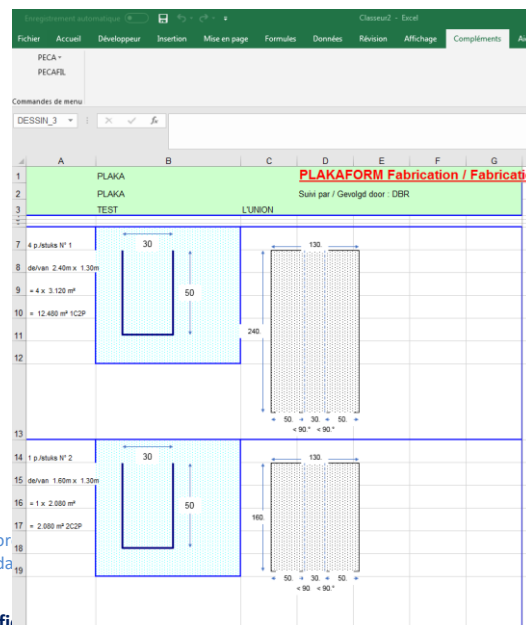 Enregistrement automatique
Classeur2 - Excel
Fichier Accueil Développeur Insertion Mise en page Formules Données Révision Affichage Compléments
PECA
PECAFIL
Commandes de menu
DESSIN_3
A B C D E F G
1 PLAKA PLAKAFORM Fabrication / Fabricati
2 PLAKA Suivi par / Gevolgd door : DBR
3 TEST L'UNION
7 4 p./stuks N° 1 30 130.
8 de/van 2.40m x 1.30m
9 = 4 x 3.120 m² 50
10 = 12.480 m² 1C2P
11 240.
12
50. 30. 50.
13 < 90.° < 90.°
14 1 p./stuks N° 2 30 130.
15 de/van 1.60m x 1.30m
16 = 1 x 2.080 m² 50
17 = 2.080 m² 2C2P 160.
18
19 50. 30. 50.
< 90 < 90.°